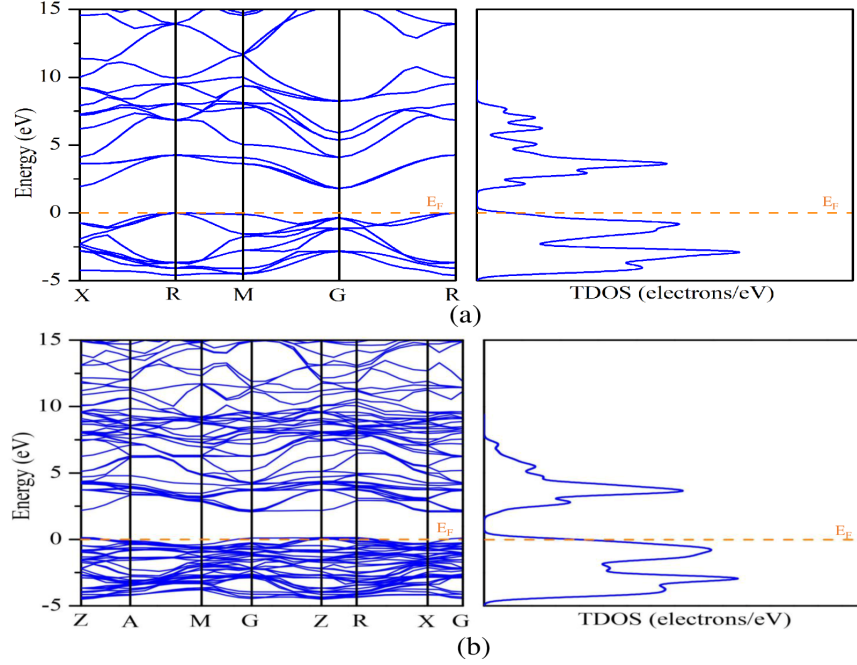 15
10
5
0
-5
Energy (eV)
E_F
E_F
X R M G R
TDOS (electrons/eV)
(a)
15
10
5
0
-5
Energy (eV)
E_F
E_F
Z A M G Z R X G
TDOS (electrons/eV)
(b)